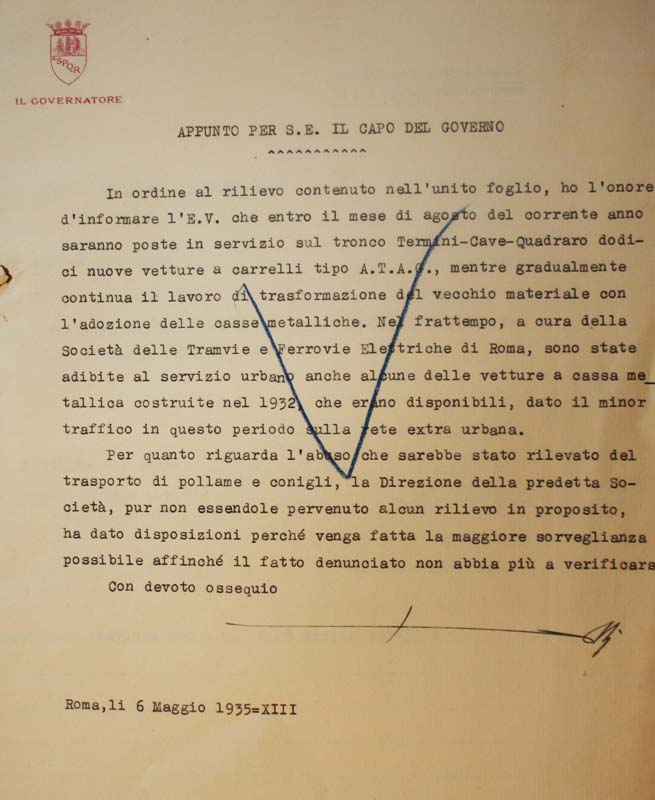 SPQR
IL GOVERNATORE
APPUNTO PER S.E. IL CAPO DEL GOVERNO
^^^^^^^^^^^
In ordine al rilievo contenuto nell'unito foglio, ho l'onore
d'informare l'E.V. che entro il mese di agosto del corrente anno
saranno poste in servizio sul tronco Termini-Cave-Quadraro dodi-
ci nuove vetture a carrelli tipo A.T.A.G., mentre gradualmente
continua il lavoro di trasformazione del vecchio materiale con
l'adozione delle casse metalliche. Nel frattempo, a cura della
Società delle Tramvie e Ferrovie Elettriche di Roma, sono state
adibite al servizio urbano anche alcune delle vetture a cassa me_
tallica costruite nel 1932, che erano disponibili, dato il minor
traffico in questo periodo sulla rete extra urbana.
Per quanto riguarda l'abuso che sarebbe stato rilevato del
trasporto di pollame e conigli, la Direzione della predetta So-
cietà, pur non essendole pervenuto alcun rilievo in proposito,
ha dato disposizioni perché venga fatta la maggiore sorveglianza
possibile affinché il fatto denunciato non abbia più a verificars
Con devoto ossequio
Roma,li 6 Maggio 1935=XIII